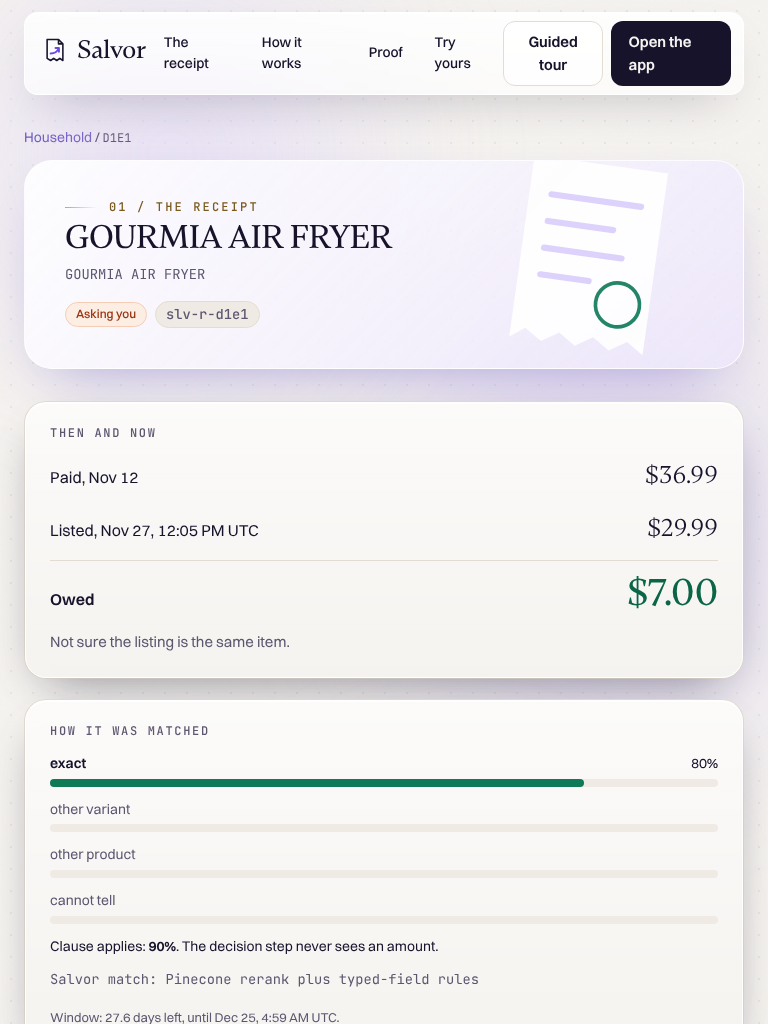 Salvor
The receipt
How it works
Proof
Try yours
Guided tour
Open the app
Household / D1E1
01 / THE RECEIPT
GOURMIA AIR FRYER
GOURMIA AIR FRYER
Asking you
slv-r-d1e1
THEN AND NOW
Paid, Nov 12 $36.99
Listed, Nov 27, 12:05 PM UTC $29.99
Owed $7.00
Not sure the listing is the same item.
HOW IT WAS MATCHED
exact 80%
other variant
other product
cannot tell
Clause applies: 90%. The decision step never sees an amount.
Salvor match: Pinecone rerank plus typed-field rules
Window: 27.6 days left, until Dec 25, 4:59 AM UTC.